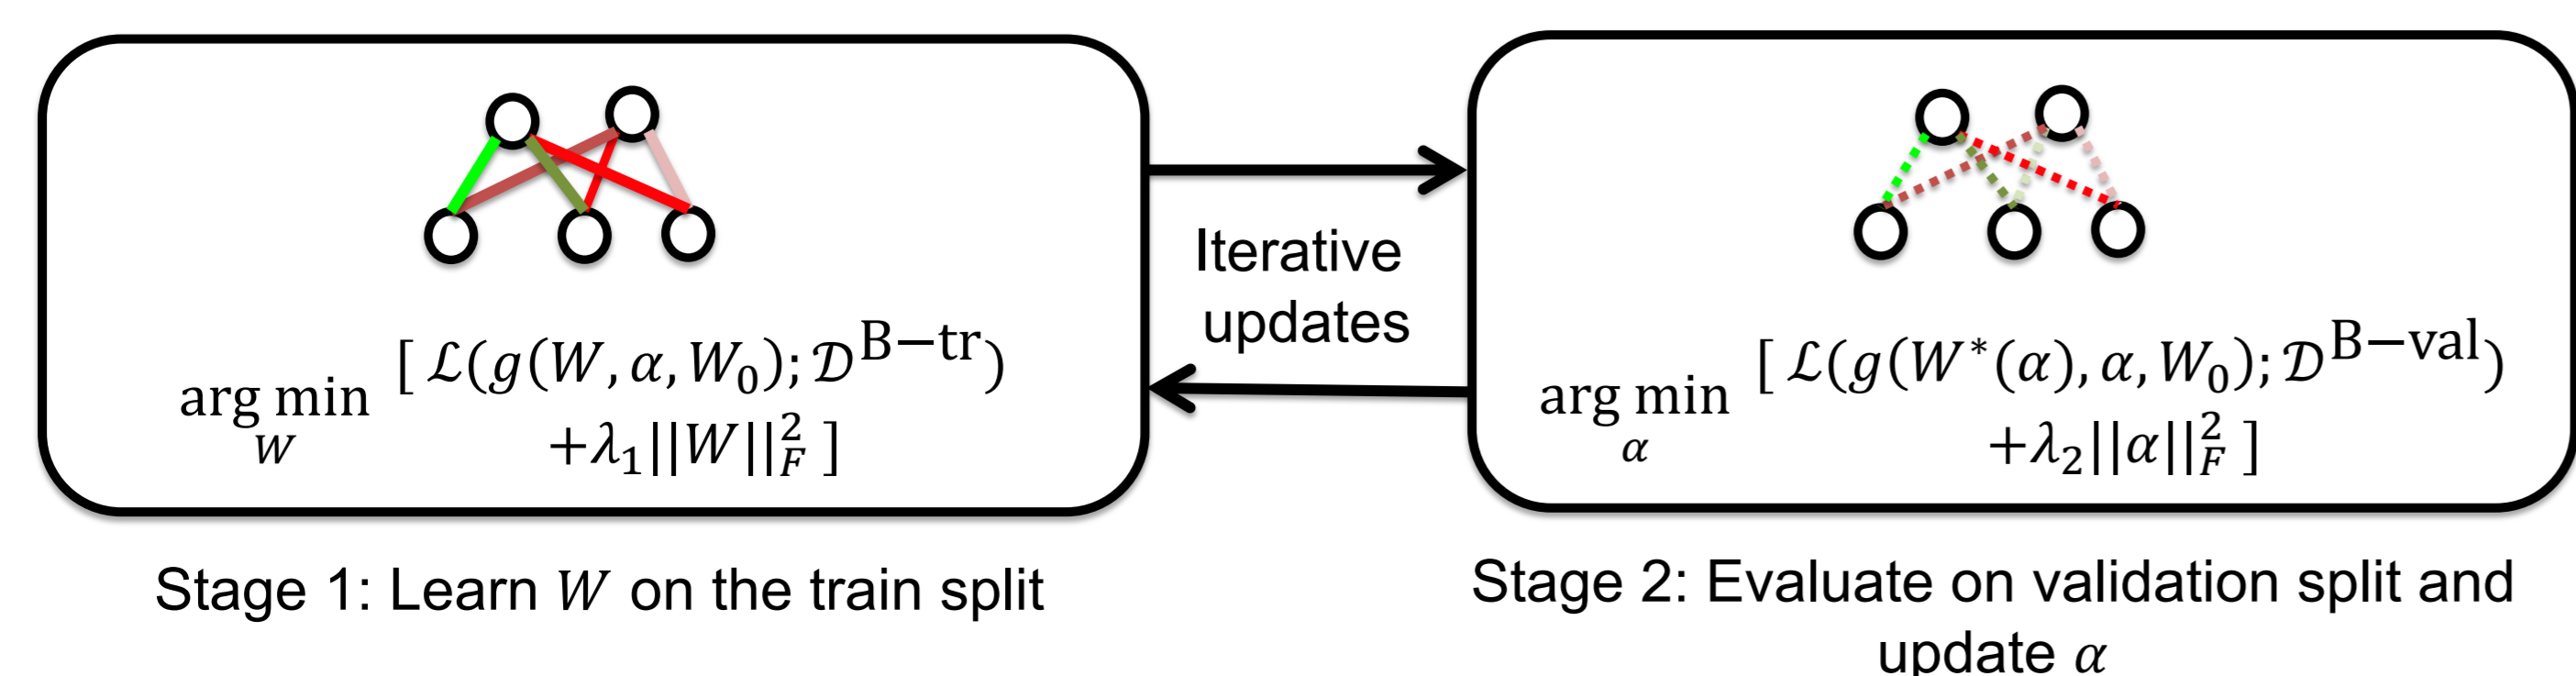 [ ℒ(g(W, α, W₀); 𝒟^{B−tr})
arg min
W
+λ₁||W||²_F ]
Stage 1: Learn W on the train split
Iterative
updates
[ ℒ(g(W*(α), α, W₀); 𝒟^{B−val})
arg min
α
+λ₂||α||²_F ]
Stage 2: Evaluate on validation split and
update α